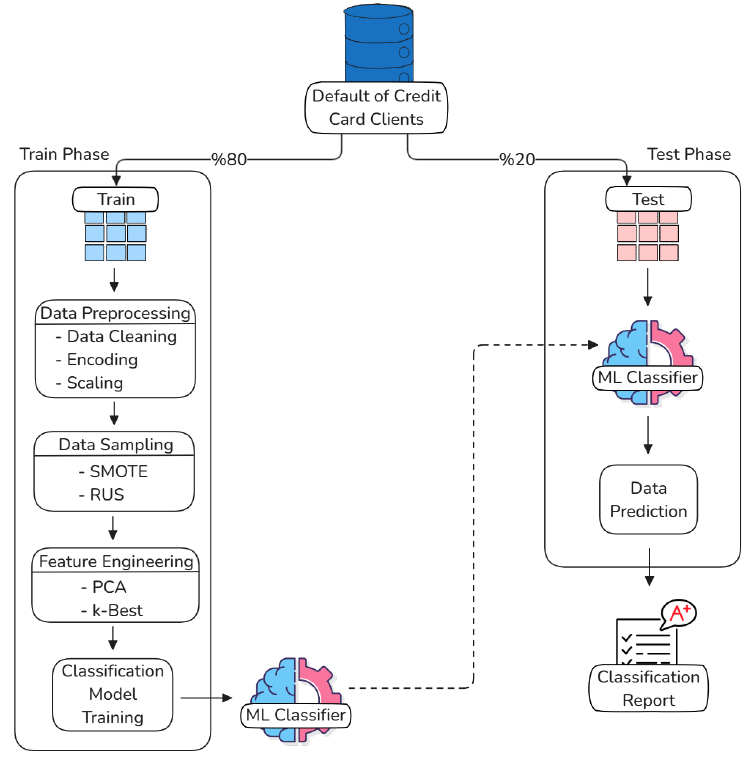 Default of Credit
Card Clients
Train Phase
%80
%20
Test Phase
Train
Data Preprocessing
- Data Cleaning
- Encoding
- Scaling
Data Sampling
- SMOTE
- RUS
Feature Engineering
- PCA
- k-Best
Classification
Model
Training
ML Classifier
Test
ML Classifier
Data
Prediction
A+
Classification
Report